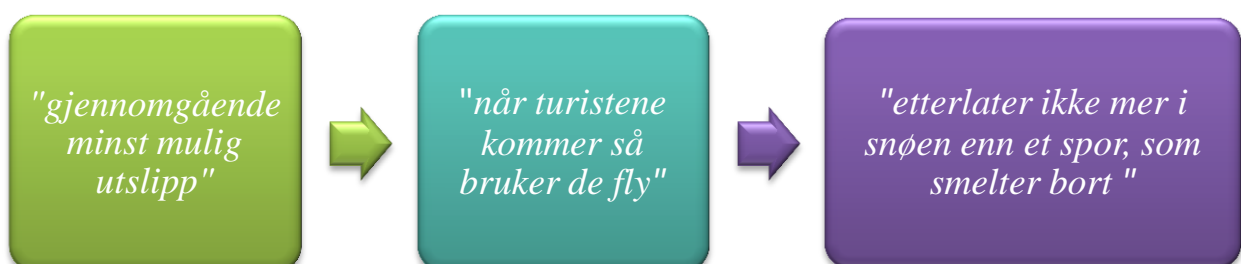 "gjennomgående
minst mulig
utslipp"
"når turistene
kommer så
bruker de fly"
"etterlater ikke mer i
snøen enn et spor, som
smelter bort "